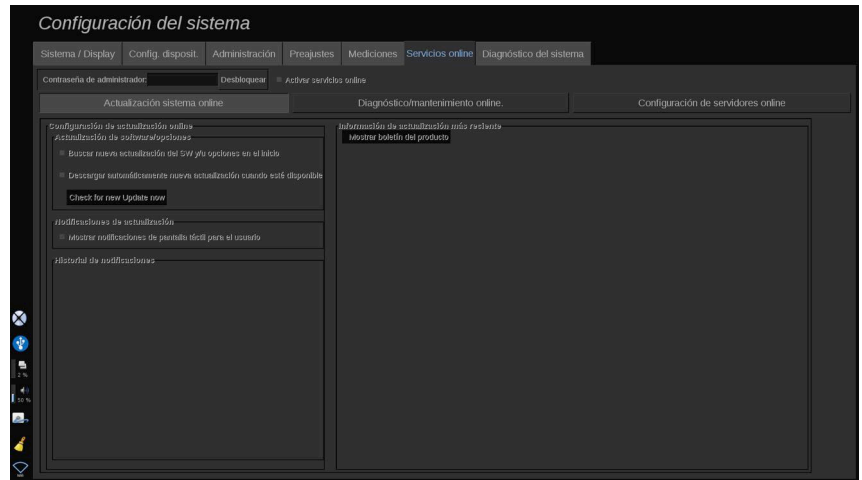 Configuración del sistema
Sistema / Display Config. disposit. Administración Preajustes Mediciones Servicios online Diagnóstico del sistema
Contraseña de administrador: Desbloquear Activar servicios online
Actualización sistema online Diagnóstico/mantenimiento online. Configuración de servidores online
Configuración de actualización online
Actualización de software/opciones
Buscar nueva actualización del SW y/u opciones en el inicio
Descargar automáticamente nueva actualización cuando esté disponible
Check for new Update now
Notificaciones de actualización
Mostrar notificaciones de pantalla táctil para el usuario
Historial de notificaciones
Información de actualización más reciente
Mostrar boletín del producto
2 %
50 %